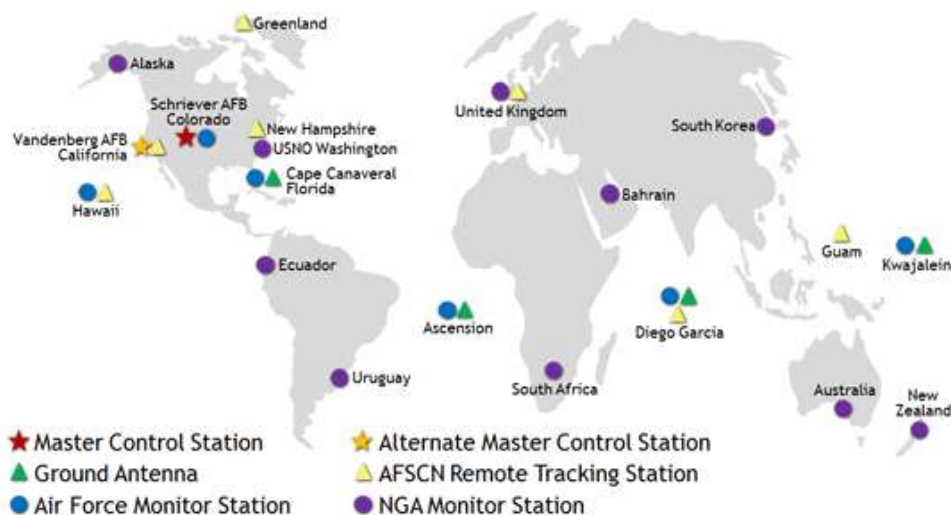 Greenland
Alaska
Schriever AFB
Colorado
Vandenberg AFB
California
New Hampshire
USNO Washington
Cape Canaveral
Florida
Hawaii
United Kingdom
South Korea
Bahrain
Guam
Kwajalein
Ecuador
Ascension
Diego Garcia
Uruguay
South Africa
Australia
New
Zealand
Master Control Station
Alternate Master Control Station
Ground Antenna
AFSCN Remote Tracking Station
Air Force Monitor Station
NGA Monitor Station